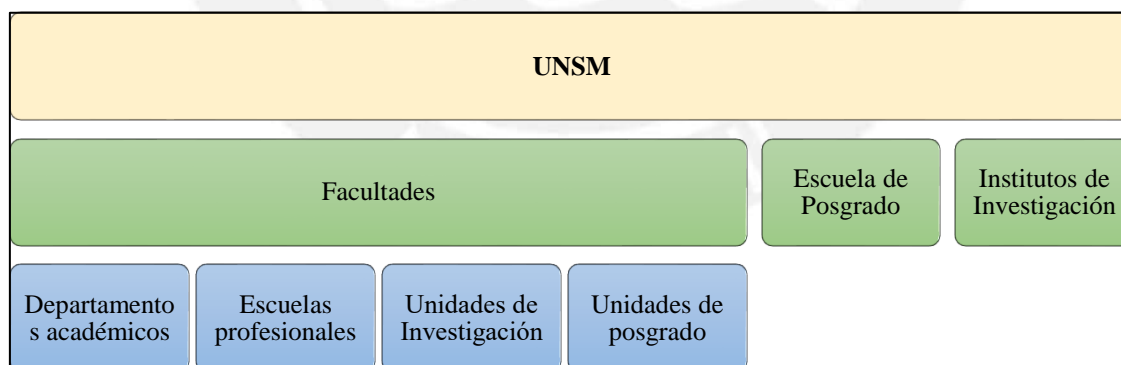 UNSM
Facultades
Escuela de
Posgrado
Institutos de
Investigación
Departamento
s académicos
Escuelas
profesionales
Unidades de
Investigación
Unidades de
posgrado